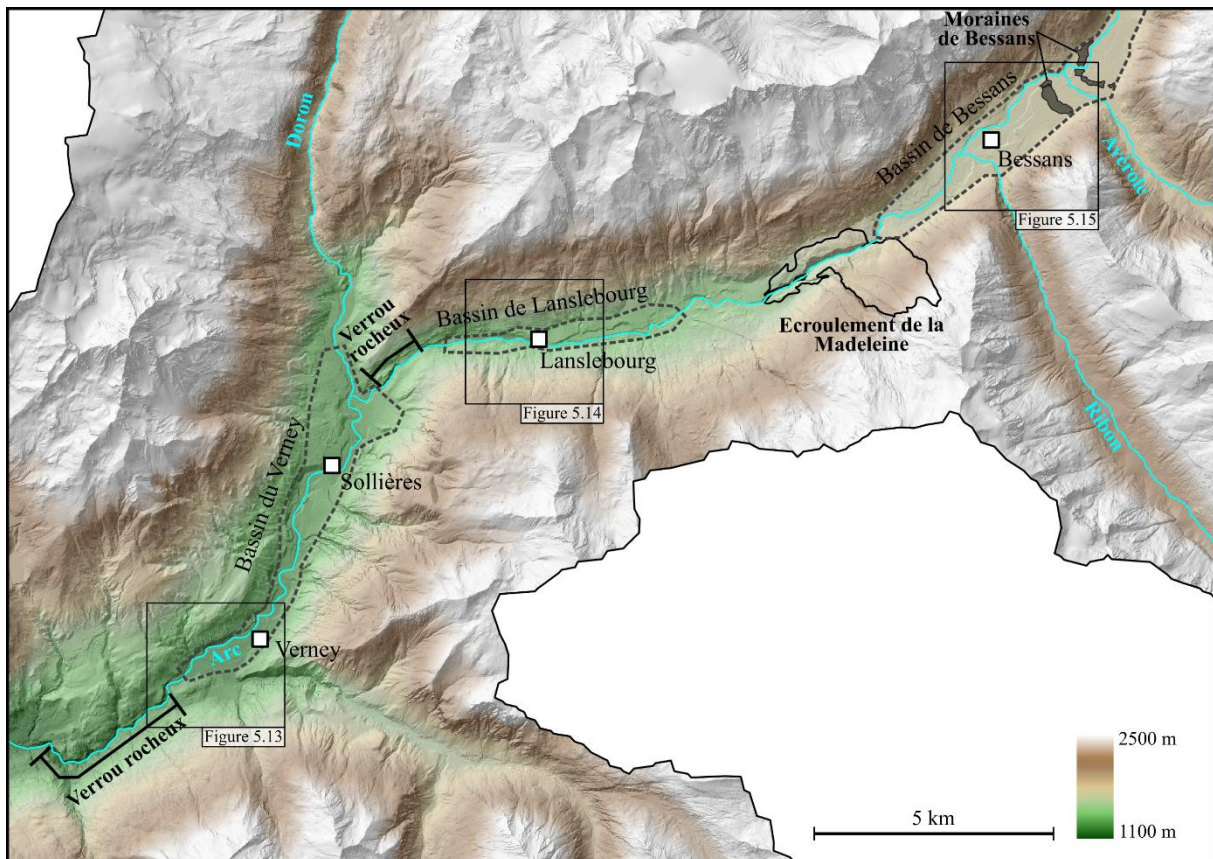 Moraines
de Bessans
Doron
Bassin de Bessans
Bessans
Avérole
Figure 5.15
Verrou
rocheux
Bassin de Lanslebourg
Lanslebourg
Ecroulement de la
Madeleine
Figure 5.14
Ribon
Bassin du Verney
Sollières
Arc
Verney
Figure 5.13
Verrou rocheux
2500 m
5 km
1100 m